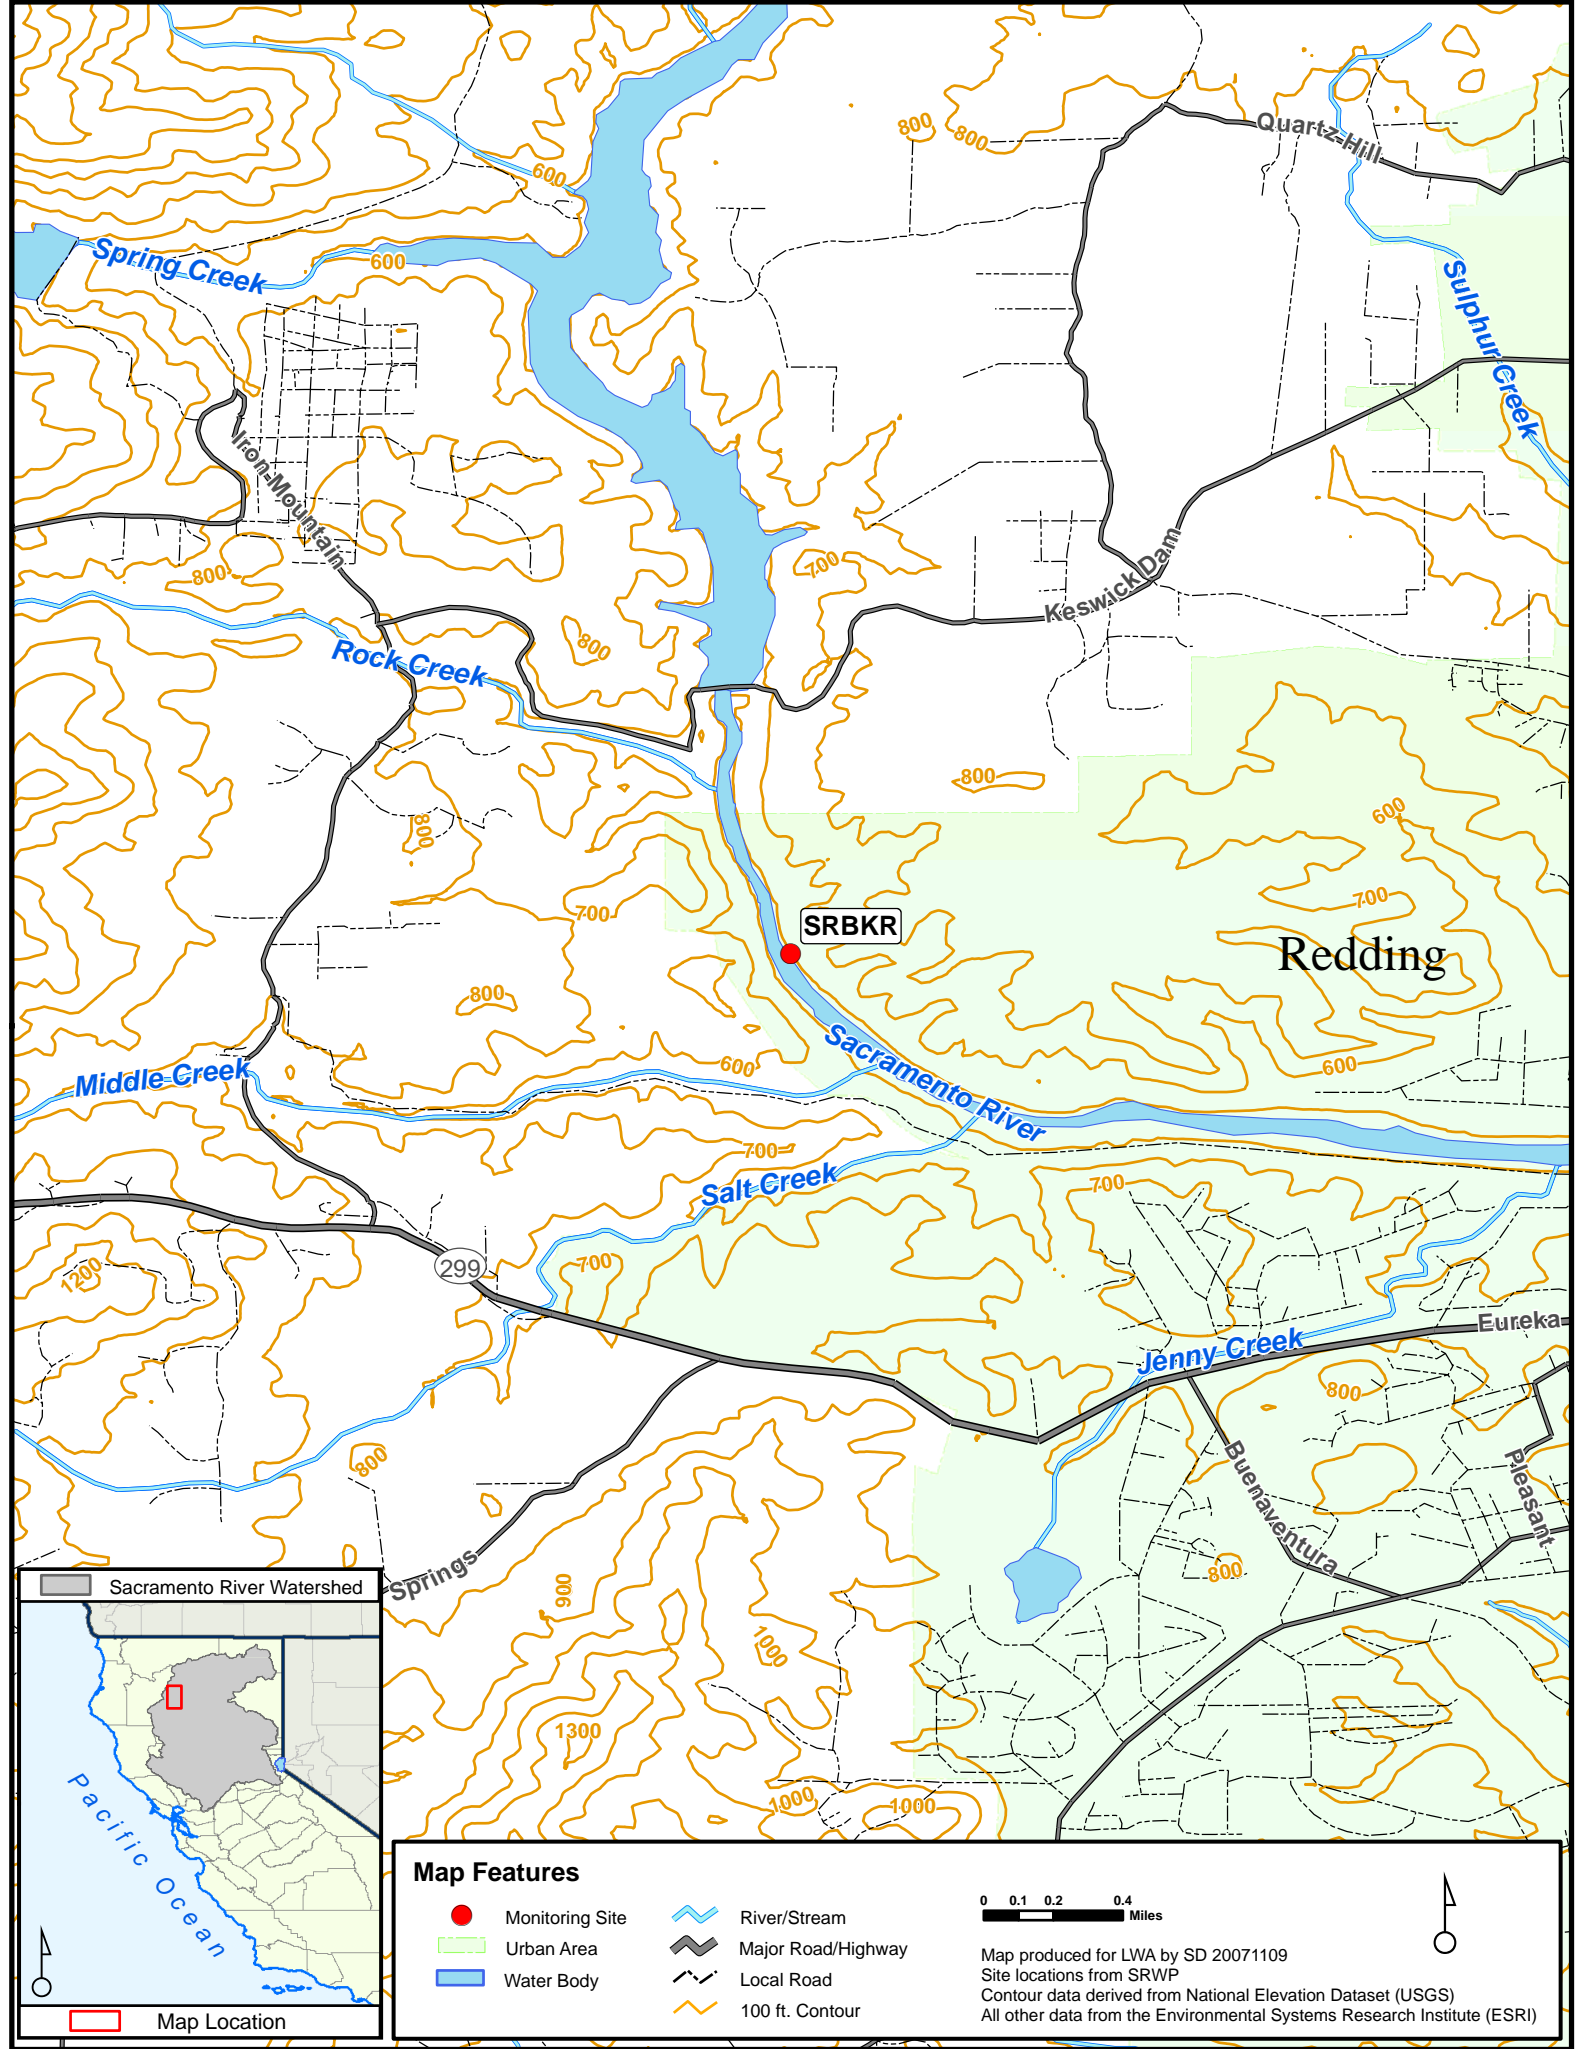 800
800
Quartz Hill
600
Spring Creek
600
Sulphur Creek
Iron Mountain
700
Keswick Dam
800
800
Rock Creek
800
800
600
700
700
SRBKR
Redding
800
Sacramento River
600
600
Middle Creek
700
Salt Creek
700
299
700
1200
Eureka
Jenny Creek
800
800
Buenaventura
Pleasant
800
Springs
900
1000
1300
1000
1000
Sacramento River Watershed
Pacific Ocean
Map Location
Map Features
Monitoring Site
Urban Area
Water Body
River/Stream
Major Road/Highway
Local Road
100 ft. Contour
0 0.1 0.2 0.4
Miles
Map produced for LWA by SD 20071109
Site locations from SRWP
Contour data derived from National Elevation Dataset (USGS)
All other data from the Environmental Systems Research Institute (ESRI)